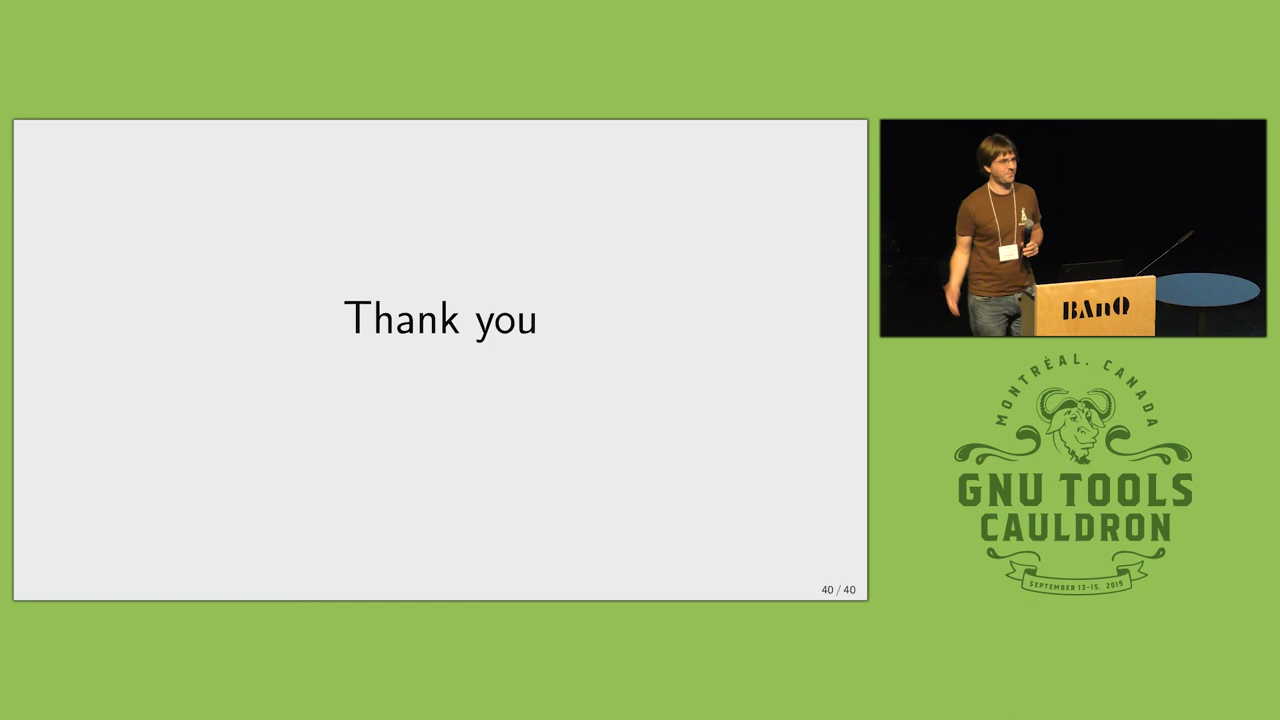 Thank you
40 / 40
BAnQ
MONTRÉAL, CANADA
GNU TOOLS
CAULDRON
SEPTEMBER 13-15, 2019